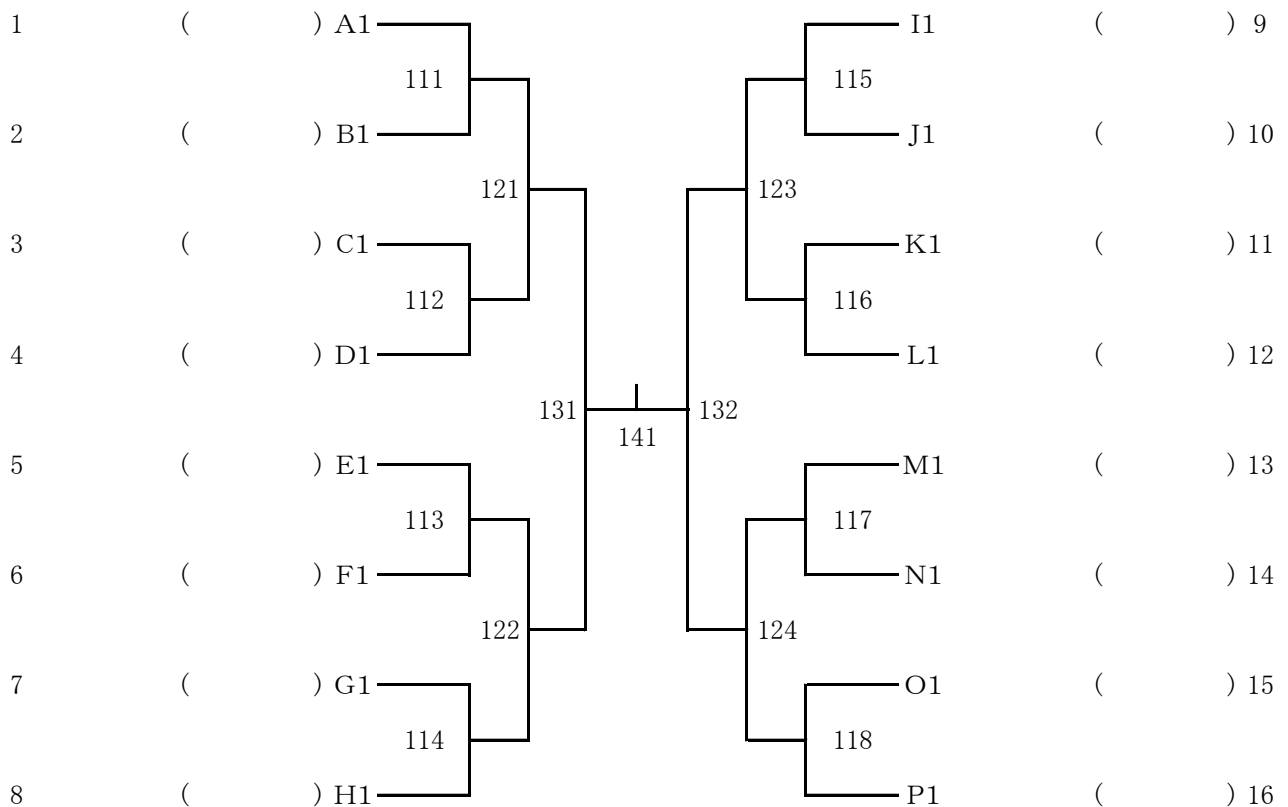 1 ( ) A1 I1 ( ) 9
111 115
2 ( ) B1 J1 ( ) 10
121 123
3 ( ) C1 K1 ( ) 11
112 116
4 ( ) D1 L1 ( ) 12
131 132
141
5 ( ) E1 M1 ( ) 13
113 117
6 ( ) F1 N1 ( ) 14
122 124
7 ( ) G1 O1 ( ) 15
114 118
8 ( ) H1 P1 ( ) 16